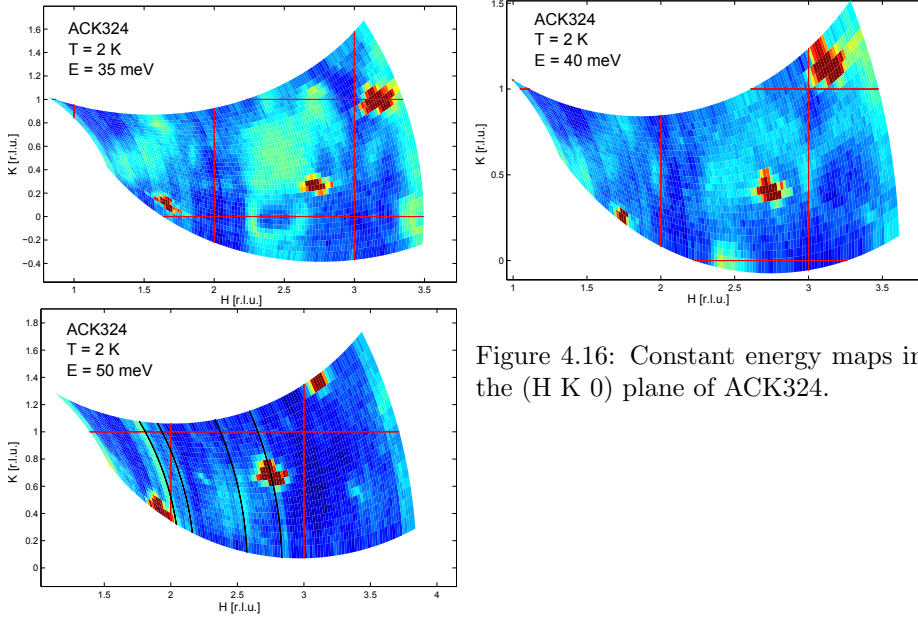 ACK324
T = 2 K
E = 35 meV
K [r.l.u.]
1.6
1.4
1.2
1
0.8
0.6
0.4
0.2
0
−0.2
−0.4
1
1.5
2
2.5
3
3.5
H [r.l.u.]
ACK324
T = 2 K
E = 40 meV
K [r.l.u.]
1.5
1
0.5
0
1
1.5
2
2.5
3
3.5
H [r.l.u.]
ACK324
T = 2 K
E = 50 meV
K [r.l.u.]
1.8
1.6
1.4
1.2
1
0.8
0.6
0.4
0.2
0
1.5
2
2.5
3
3.5
4
H [r.l.u.]
Figure 4.16: Constant energy maps in
the (H K 0) plane of ACK324.